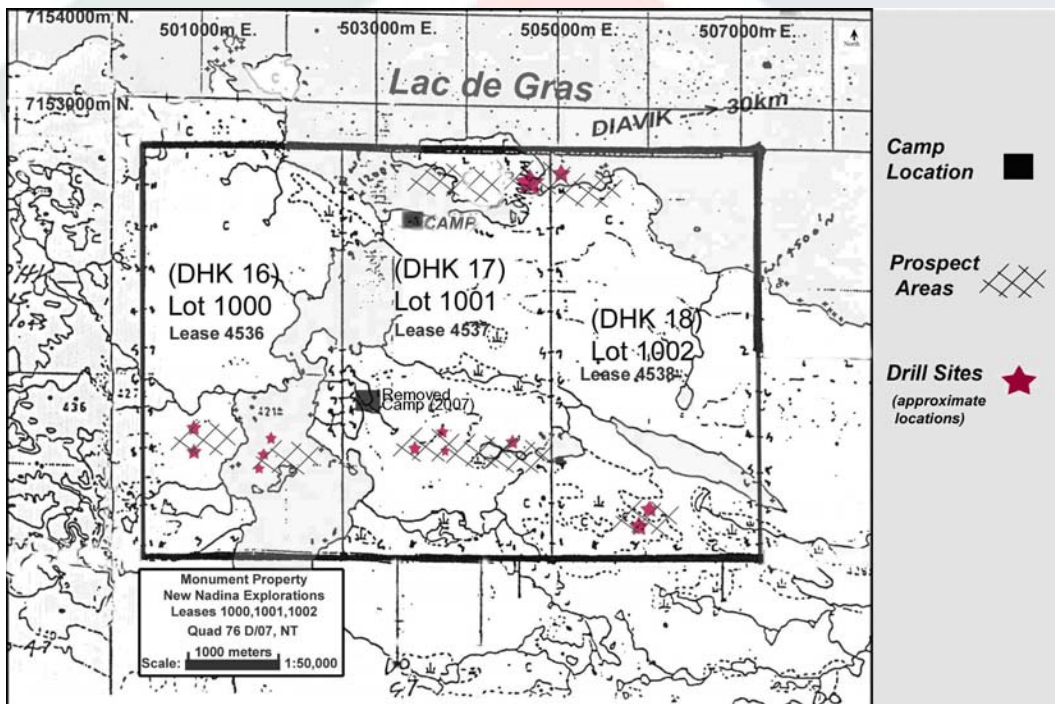 7154000m N.
501000m E.
503000m E.
505000m E.
507000m E.
North
7153000m N.
Lac de Gras
DIAVIK → 30km
CAMP
(DHK 16)
Lot 1000
Lease 4536
(DHK 17)
Lot 1001
Lease 4537
(DHK 18)
Lot 1002
Lease 4538
Removed
Camp (2007)
436
Monument Property
New Nadina Explorations
Leases 1000,1001,1002
Quad 76 D/07, NT
1000 meters
Scale: 1:50,000
Camp
Location
Prospect
Areas
Drill Sites
(approximate
locations)